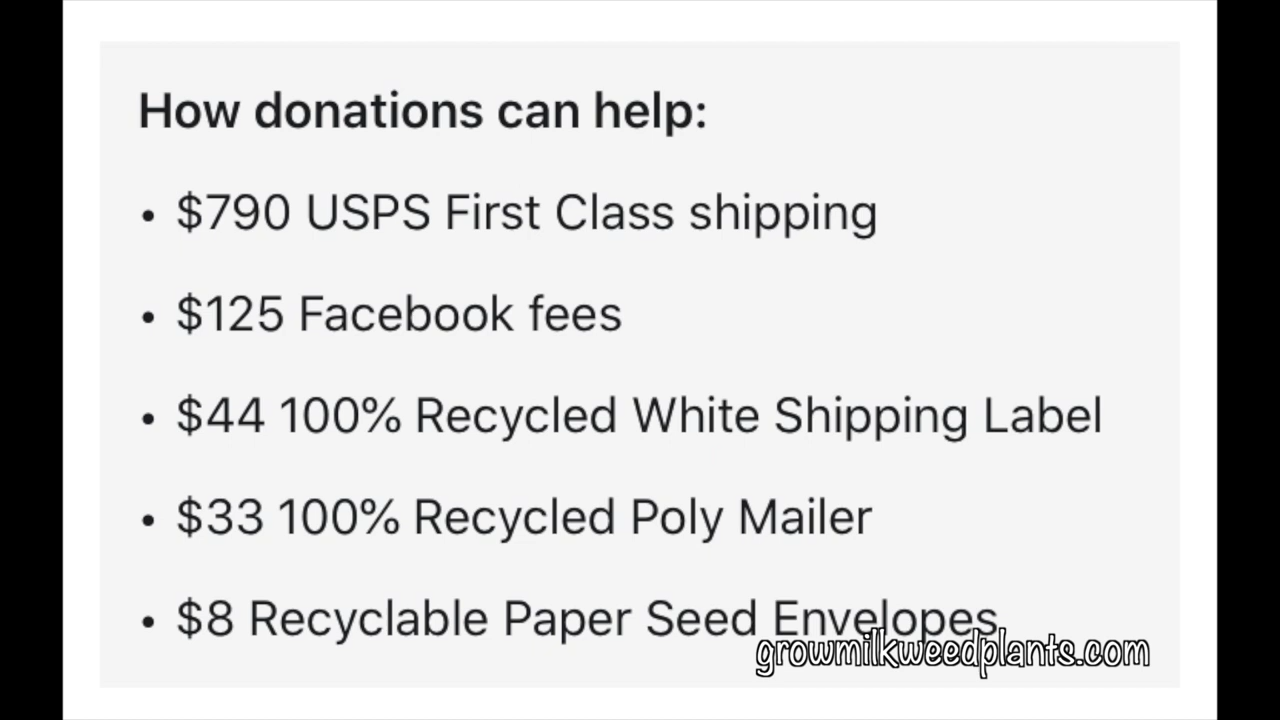 How donations can help:
• $790 USPS First Class shipping
• $125 Facebook fees
• $44 100% Recycled White Shipping Label
• $33 100% Recycled Poly Mailer
• $8 Recyclable Paper Seed Envelopes
growmilkweedplants.com